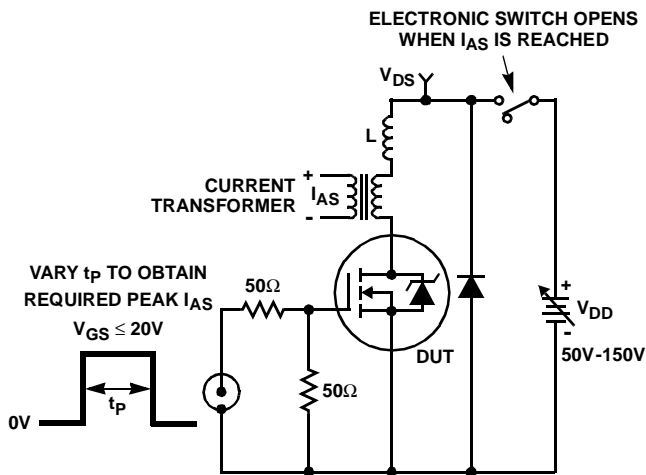 ELECTRONIC SWITCH OPENS
WHEN IAS IS REACHED
VDS
L
CURRENT
TRANSFORMER
+
IAS
-
VARY tP TO OBTAIN
REQUIRED PEAK IAS
VGS ≤ 20V
50Ω
DUT
+
VDD
-
50V-150V
tP
0V
50Ω